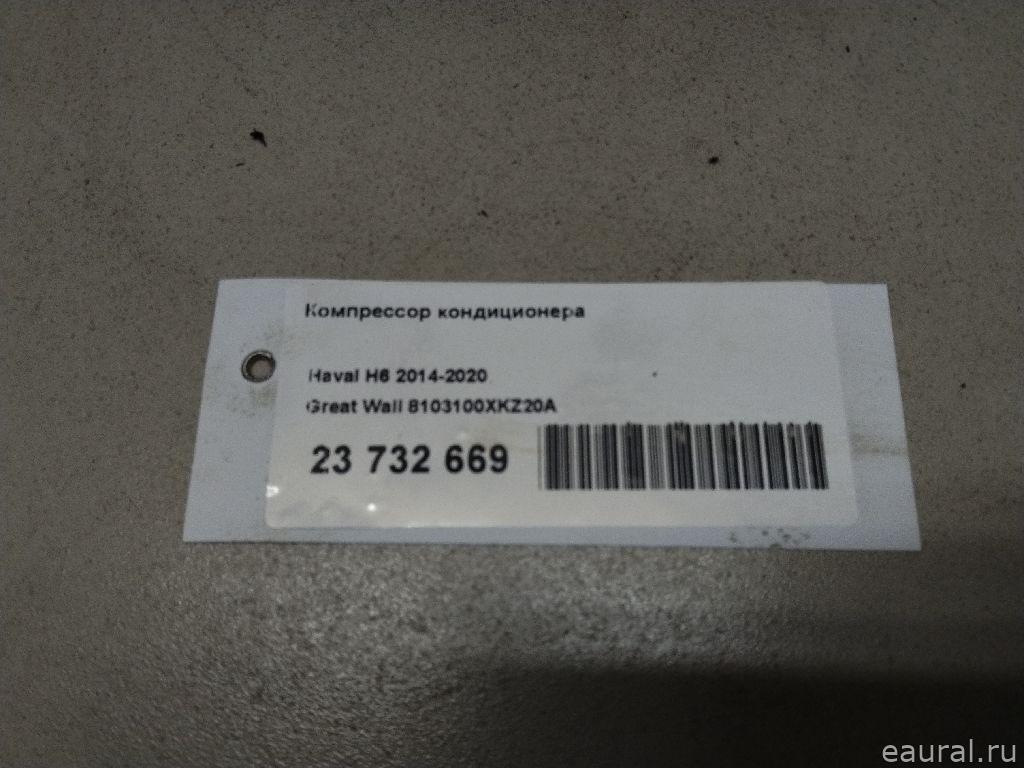 Компрессор кондиционера
Haval H6 2014-2020
Great Wall 8103100XKZ20A
23 732 669
eaural.ru